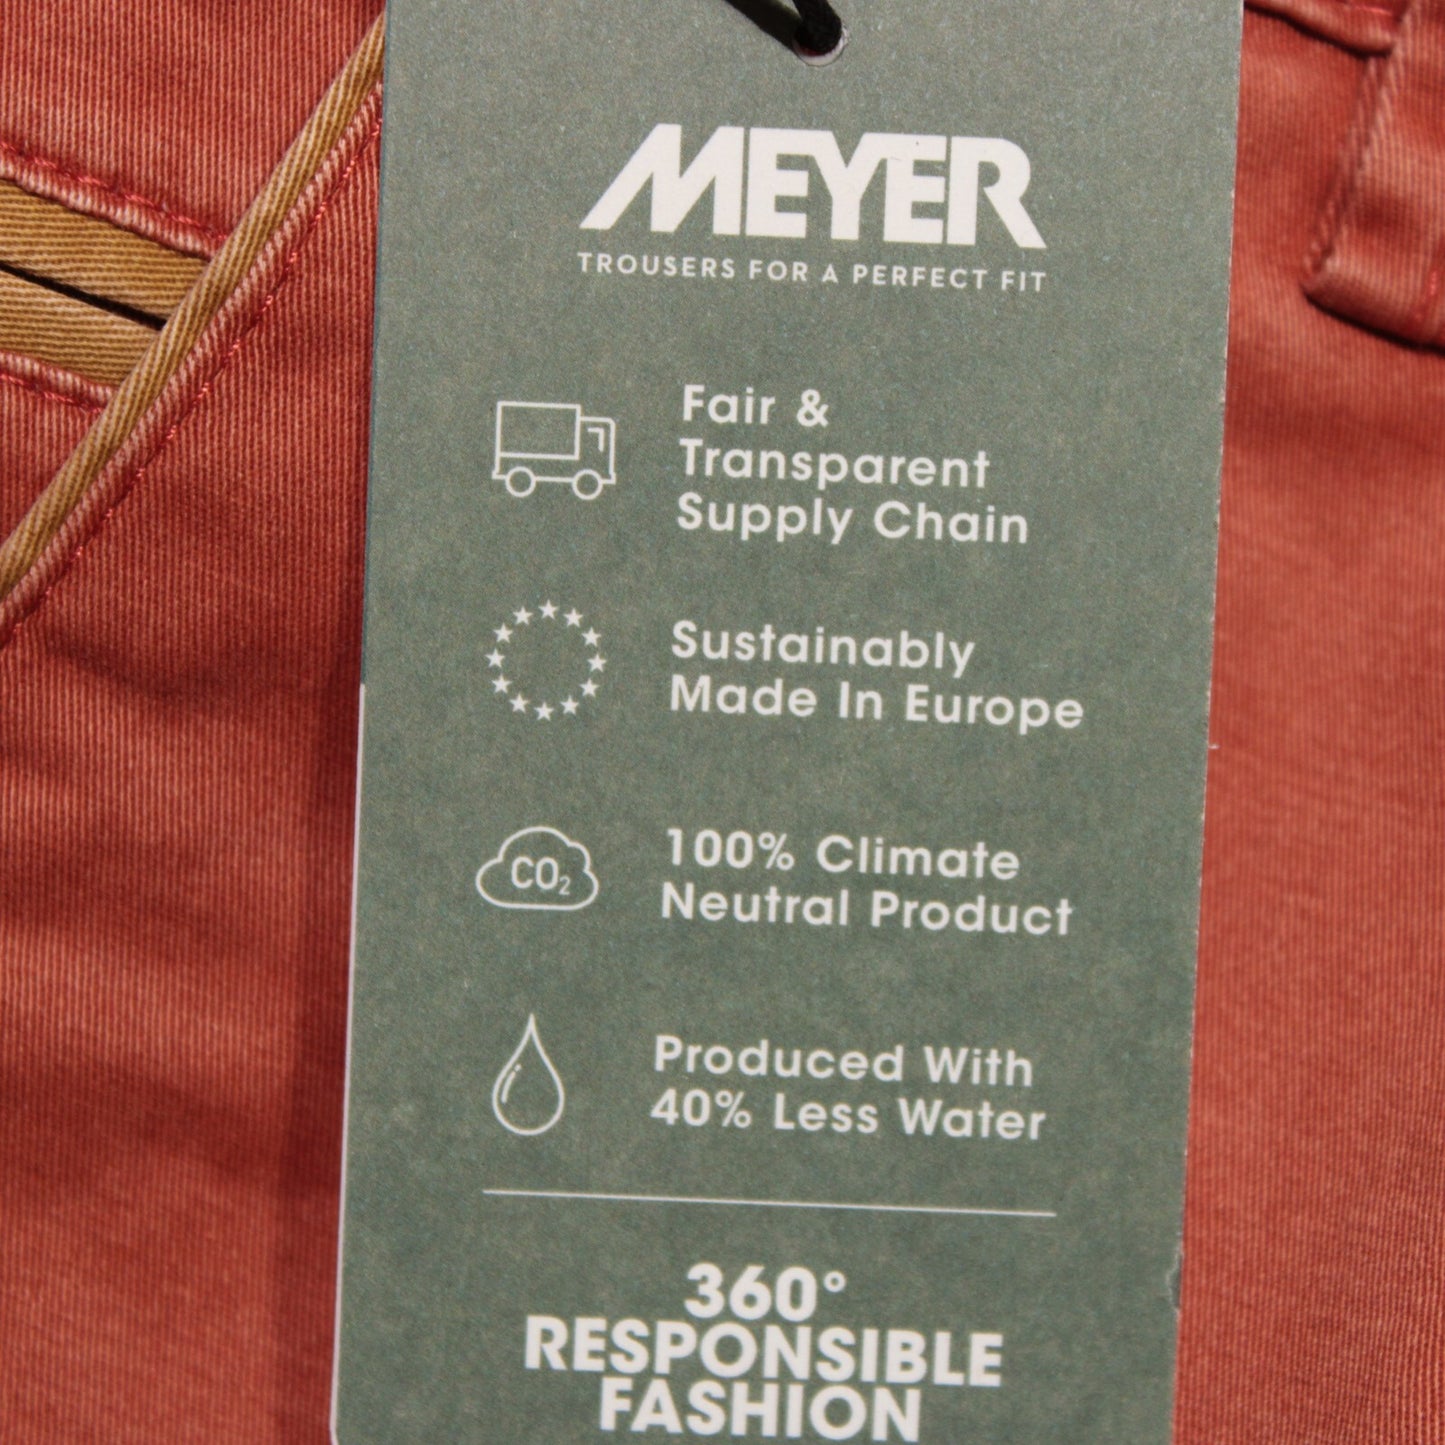 MEYER
TROUSERS FOR A PERFECT FIT
Fair &
Transparent
Supply Chain
Sustainably
Made In Europe
CO₂
100% Climate
Neutral Product
Produced With
40% Less Water
360°
RESPONSIBLE
FASHION